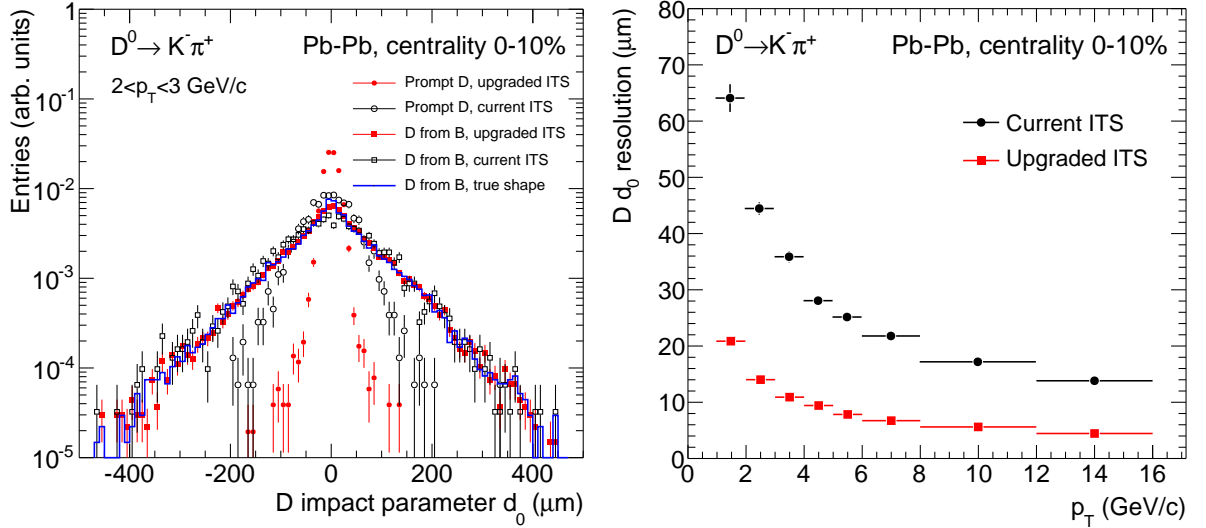 D⁰→ K⁻π⁺
Pb-Pb, centrality 0-10%
2<p_T<3 GeV/c
Prompt D, upgraded ITS
Prompt D, current ITS
D from B, upgraded ITS
D from B, current ITS
D from B, true shape
Entries (arb. units)
1
10⁻¹
10⁻²
10⁻³
10⁻⁴
10⁻⁵
-400 -200 0 200 400
D impact parameter d₀ (μm)
D⁰→ K⁻π⁺
Pb-Pb, centrality 0-10%
Current ITS
Upgraded ITS
D d₀ resolution (μm)
80
70
60
50
40
30
20
10
0
0 2 4 6 8 10 12 14 16
p_T (GeV/c)